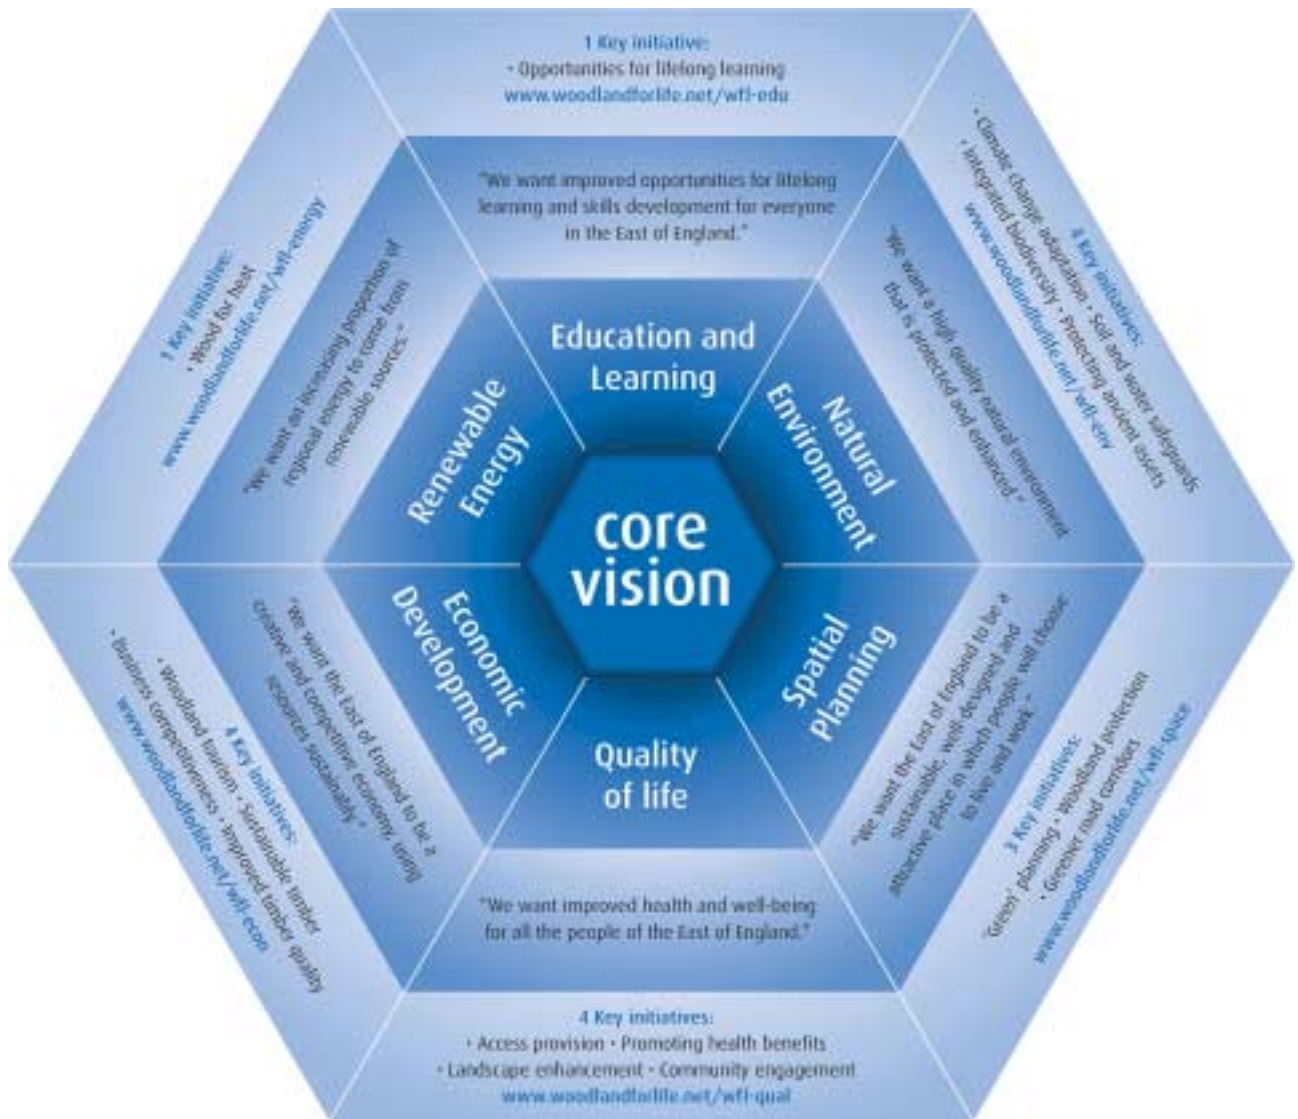 1 Key initiative:
• Opportunities for lifelong learning
www.woodlandforlife.net/wfl-edu
"We want improved opportunities for lifelong
learning and skills development for everyone
in the East of England."
Education and
Learning
4 Key initiatives:
• Climate change adaptation • Soil and water safeguards
• Integrated biodiversity • Protecting ancient assets
www.woodlandforlife.net/wfl-env
"We want a high quality natural environment
that is protected and enhanced."
Natural
Environment
3 Key initiatives:
'Green' planning • Woodland protection
• Greener road corridors
www.woodlandforlife.net/wfl-space
"We want the East of England to be a
sustainable, well-designed and
attractive place in which people will choose
to live and work."
Spatial
Planning
4 Key initiatives:
• Access provision • Promoting health benefits
• Landscape enhancement • Community engagement
www.woodlandforlife.net/wfl-qual
"We want improved health and well-being
for all the people of the East of England."
Quality
of life
4 Key initiatives:
• Woodland tourism • Sustainable timber
• Business competitiveness • Improved timber quality
www.woodlandforlife.net/wfl-econ
"We want the East of England to be a
creative and competitive economy, using
resources sustainably."
Economic
Development
1 Key initiative:
• Wood for heat
www.woodlandforlife.net/wfl-energy
"We want an increasing proportion of
regional energy to come from
renewable sources."
Renewable
Energy
core
vision